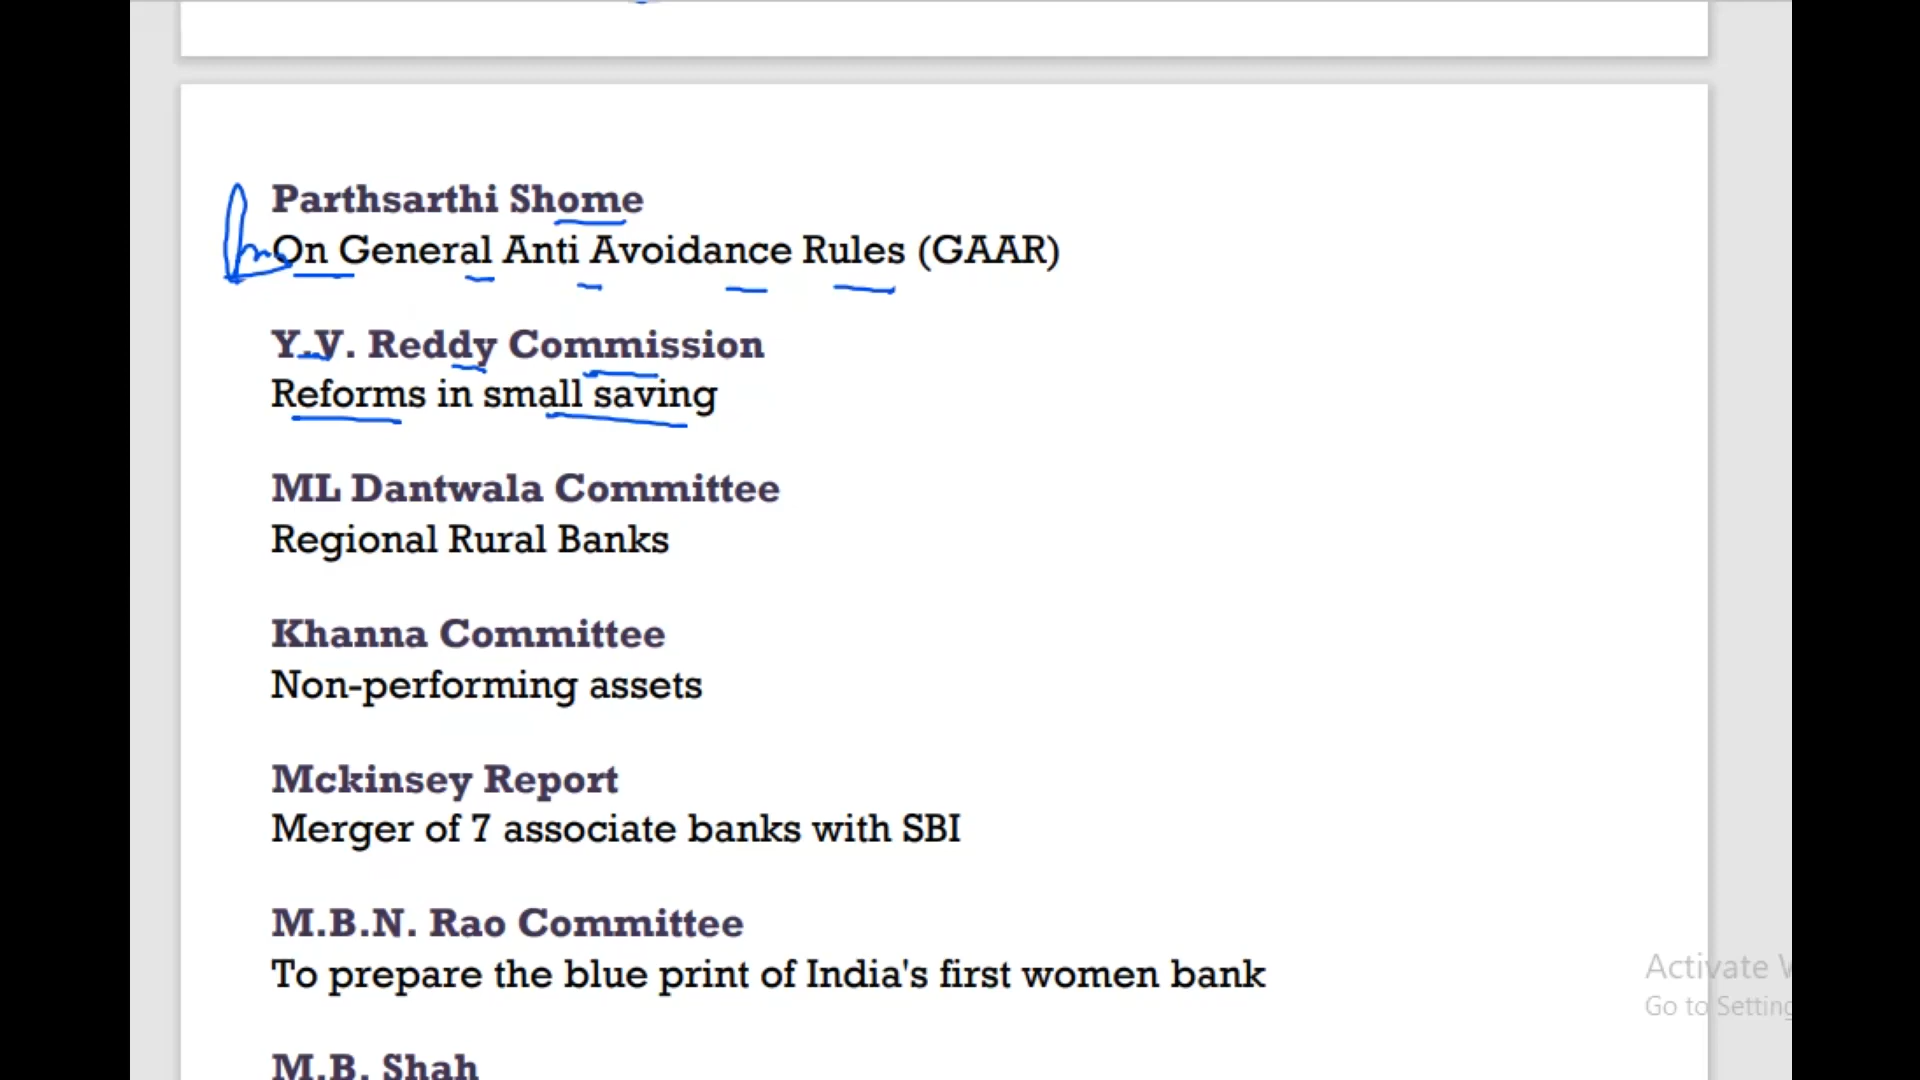 Parthsarthi Shome
On General Anti Avoidance Rules (GAAR)
Y.V. Reddy Commission
Reforms in small saving
ML Dantwala Committee
Regional Rural Banks
Khanna Committee
Non-performing assets
Mckinsey Report
Merger of 7 associate banks with SBI
M.B.N. Rao Committee
To prepare the blue print of India's first women bank
Activate
Go to Setting
M.B. Shah